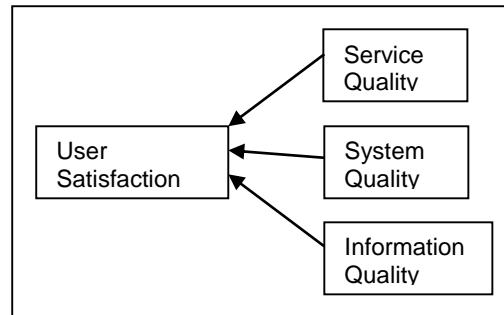 Service
Quality
User
Satisfaction
System
Quality
Information
Quality